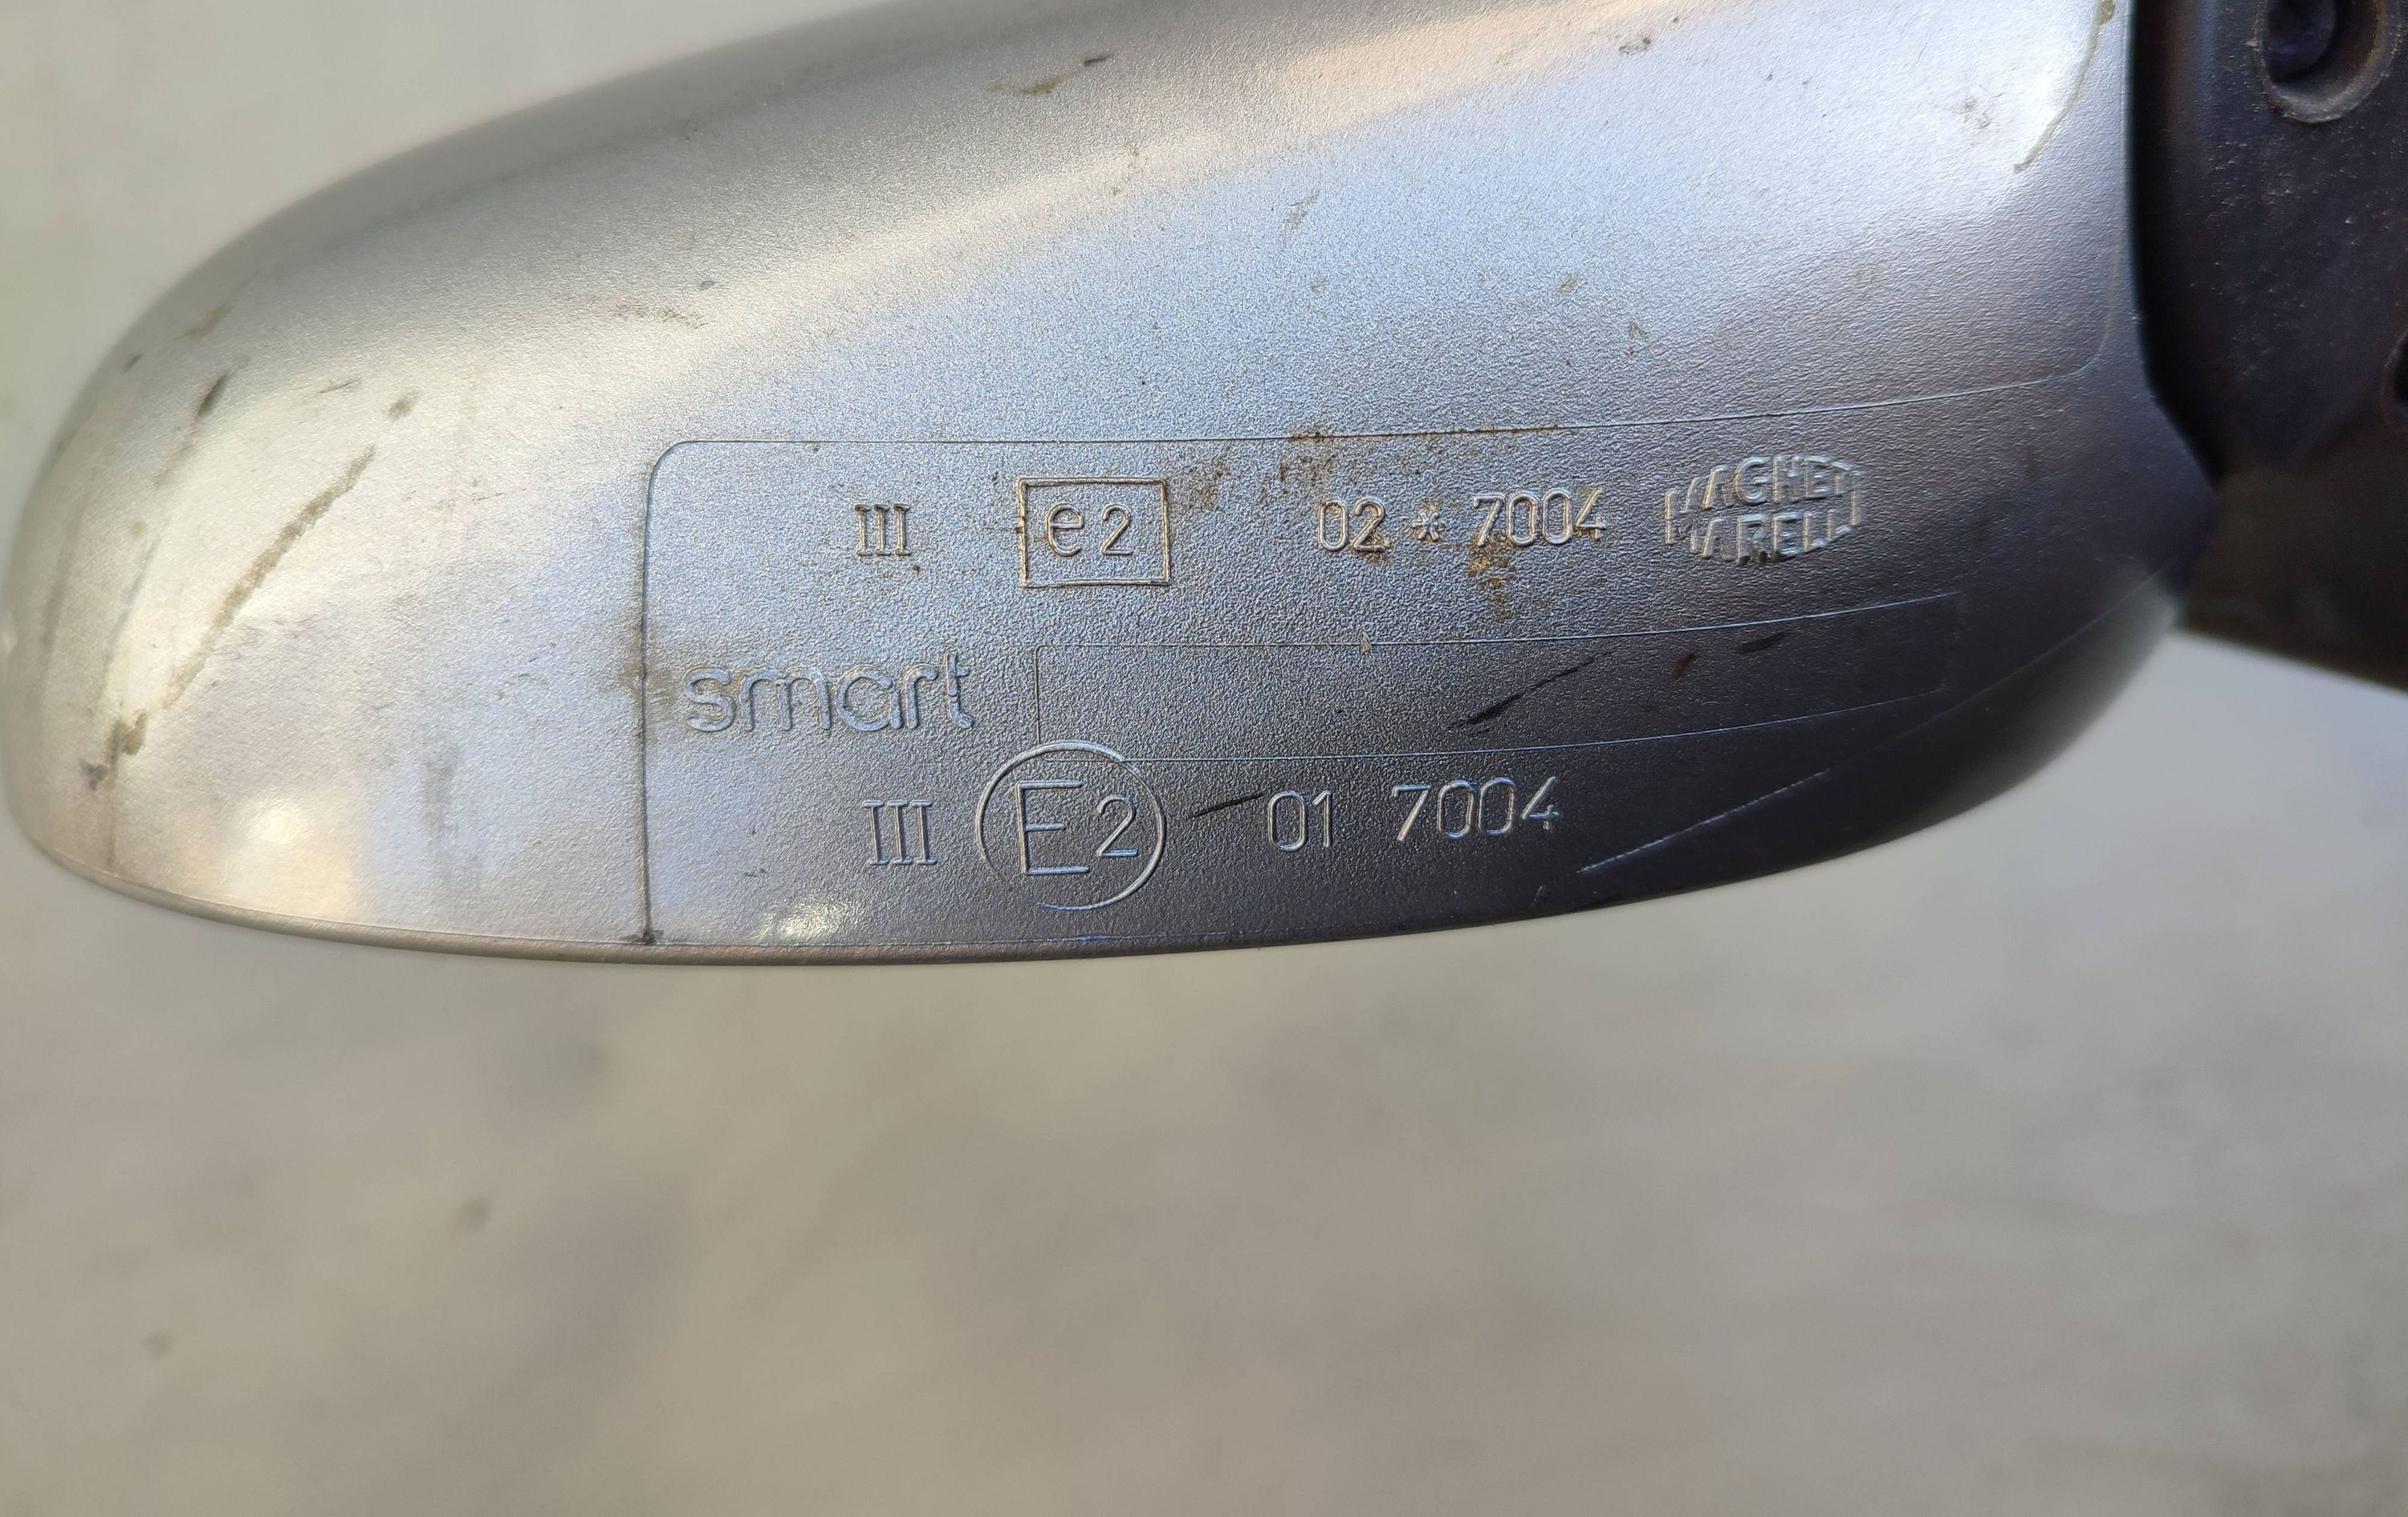 III e2 02 * 7004 MAGNETI
MARELLI
smart
III E2 01 7004